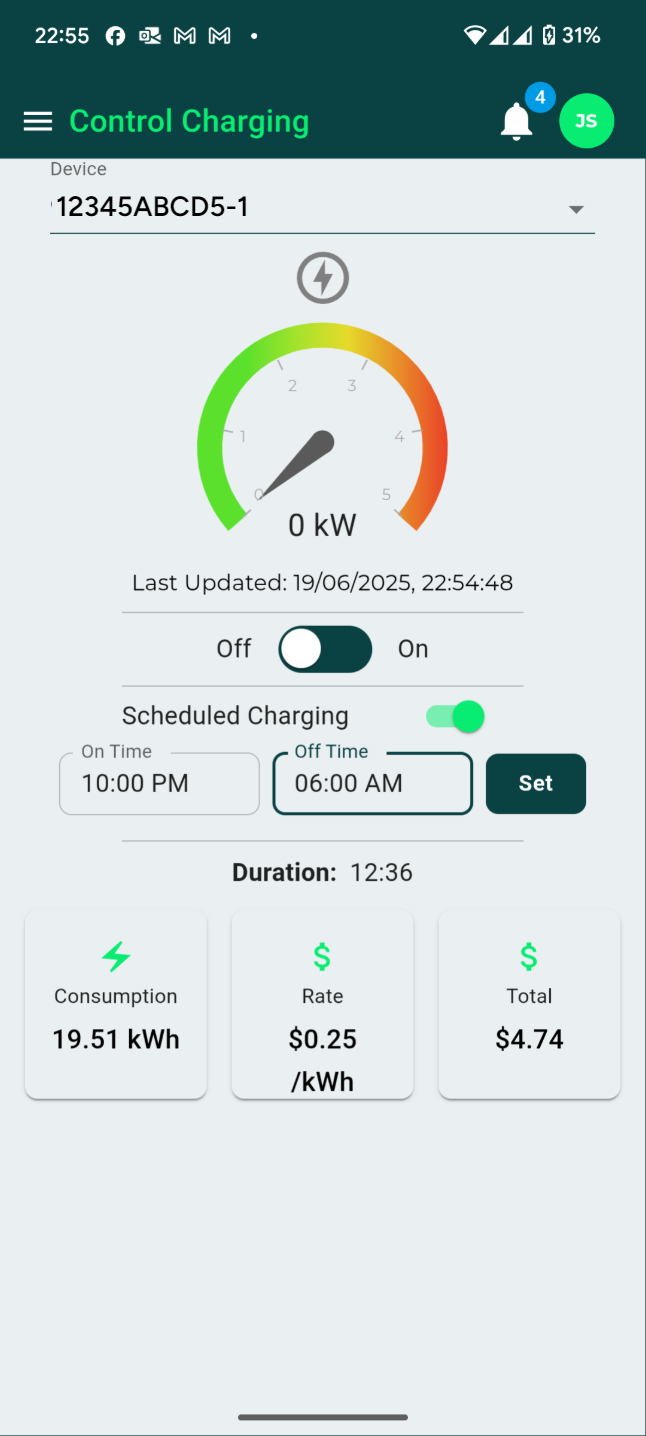 22:55 31%
Control Charging 4 JS
Device
12345ABCD5-1
0 1 2 3 4 5
0 kW
Last Updated: 19/06/2025, 22:54:48
Off On
Scheduled Charging
On Time Off Time
10:00 PM 06:00 AM Set
Duration: 12:36
Consumption Rate Total
19.51 kWh $0.25 $4.74
/kWh